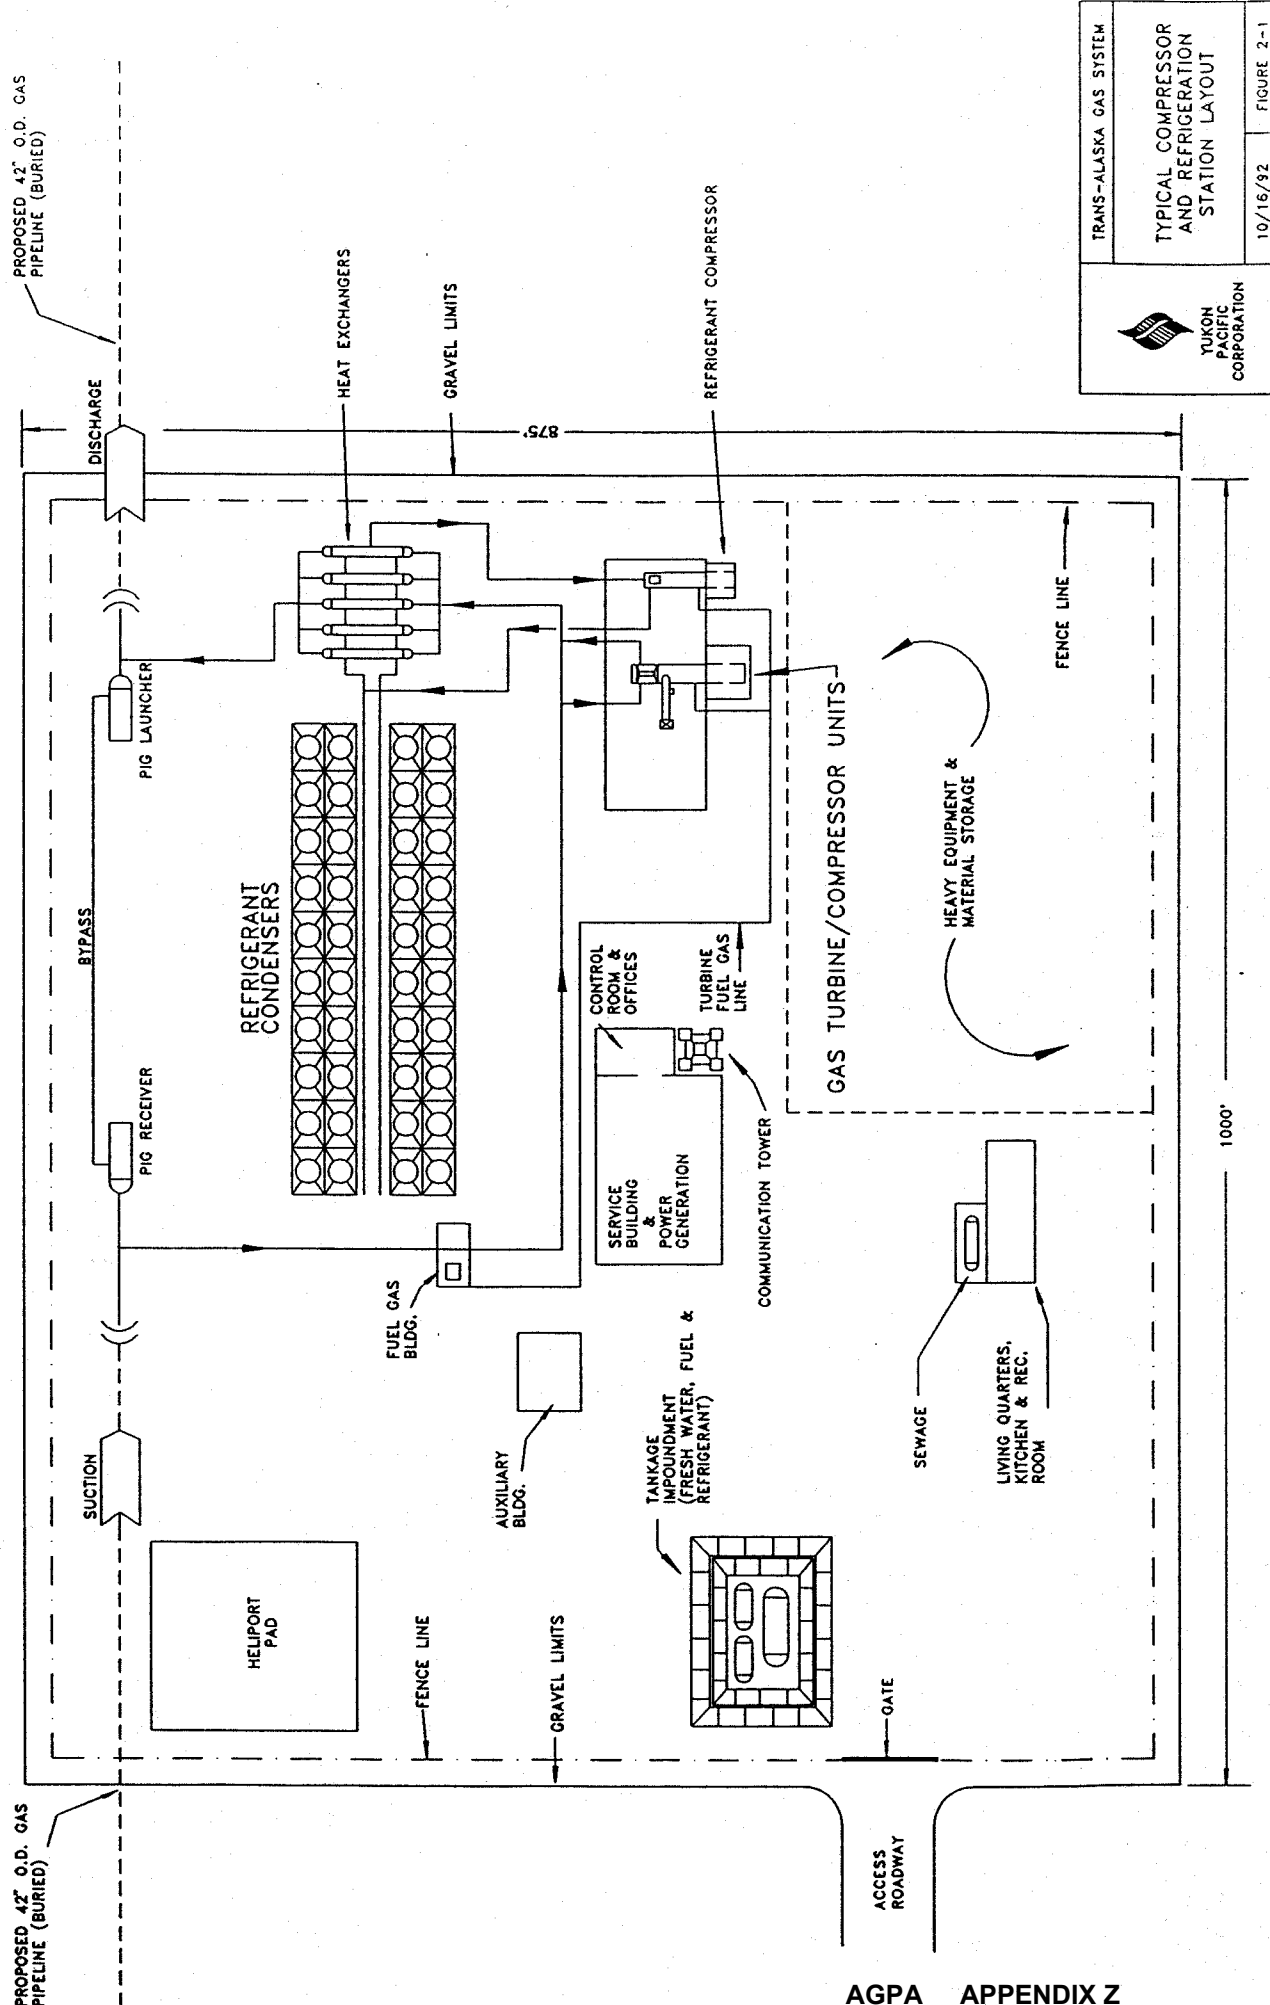 PROPOSED 42" O.D. GAS
PIPELINE (BURIED)
SUCTION
BYPASS
DISCHARGE
PROPOSED 42" O.D. GAS
PIPELINE (BURIED)
PIG RECEIVER
PIG LAUNCHER
HELIPORT
PAD
REFRIGERANT
CONDENSERS
HEAT EXCHANGERS
FUEL GAS
BLDG.
FENCE LINE
GRAVEL LIMITS
875'
AUXILIARY
BLDG.
GRAVEL LIMITS
CONTROL
ROOM &
OFFICES
SERVICE
BUILDING
&
POWER
GENERATION
TANKAGE
IMPOUNDMENT
(FRESH WATER, FUEL &
REFRIGERANT)
TURBINE
FUEL GAS
LINE
REFRIGERANT COMPRESSOR
COMMUNICATION TOWER
GAS TURBINE/COMPRESSOR UNITS
GATE
ACCESS
ROADWAY
SEWAGE
HEAVY EQUIPMENT &
MATERIAL STORAGE
LIVING QUARTERS,
KITCHEN & REC.
ROOM
FENCE LINE
1000'
YUKON
PACIFIC
CORPORATION
TRANS-ALASKA GAS SYSTEM
TYPICAL COMPRESSOR
AND REFRIGERATION
STATION LAYOUT
10/16/92
FIGURE 2-1
AGPA APPENDIX Z